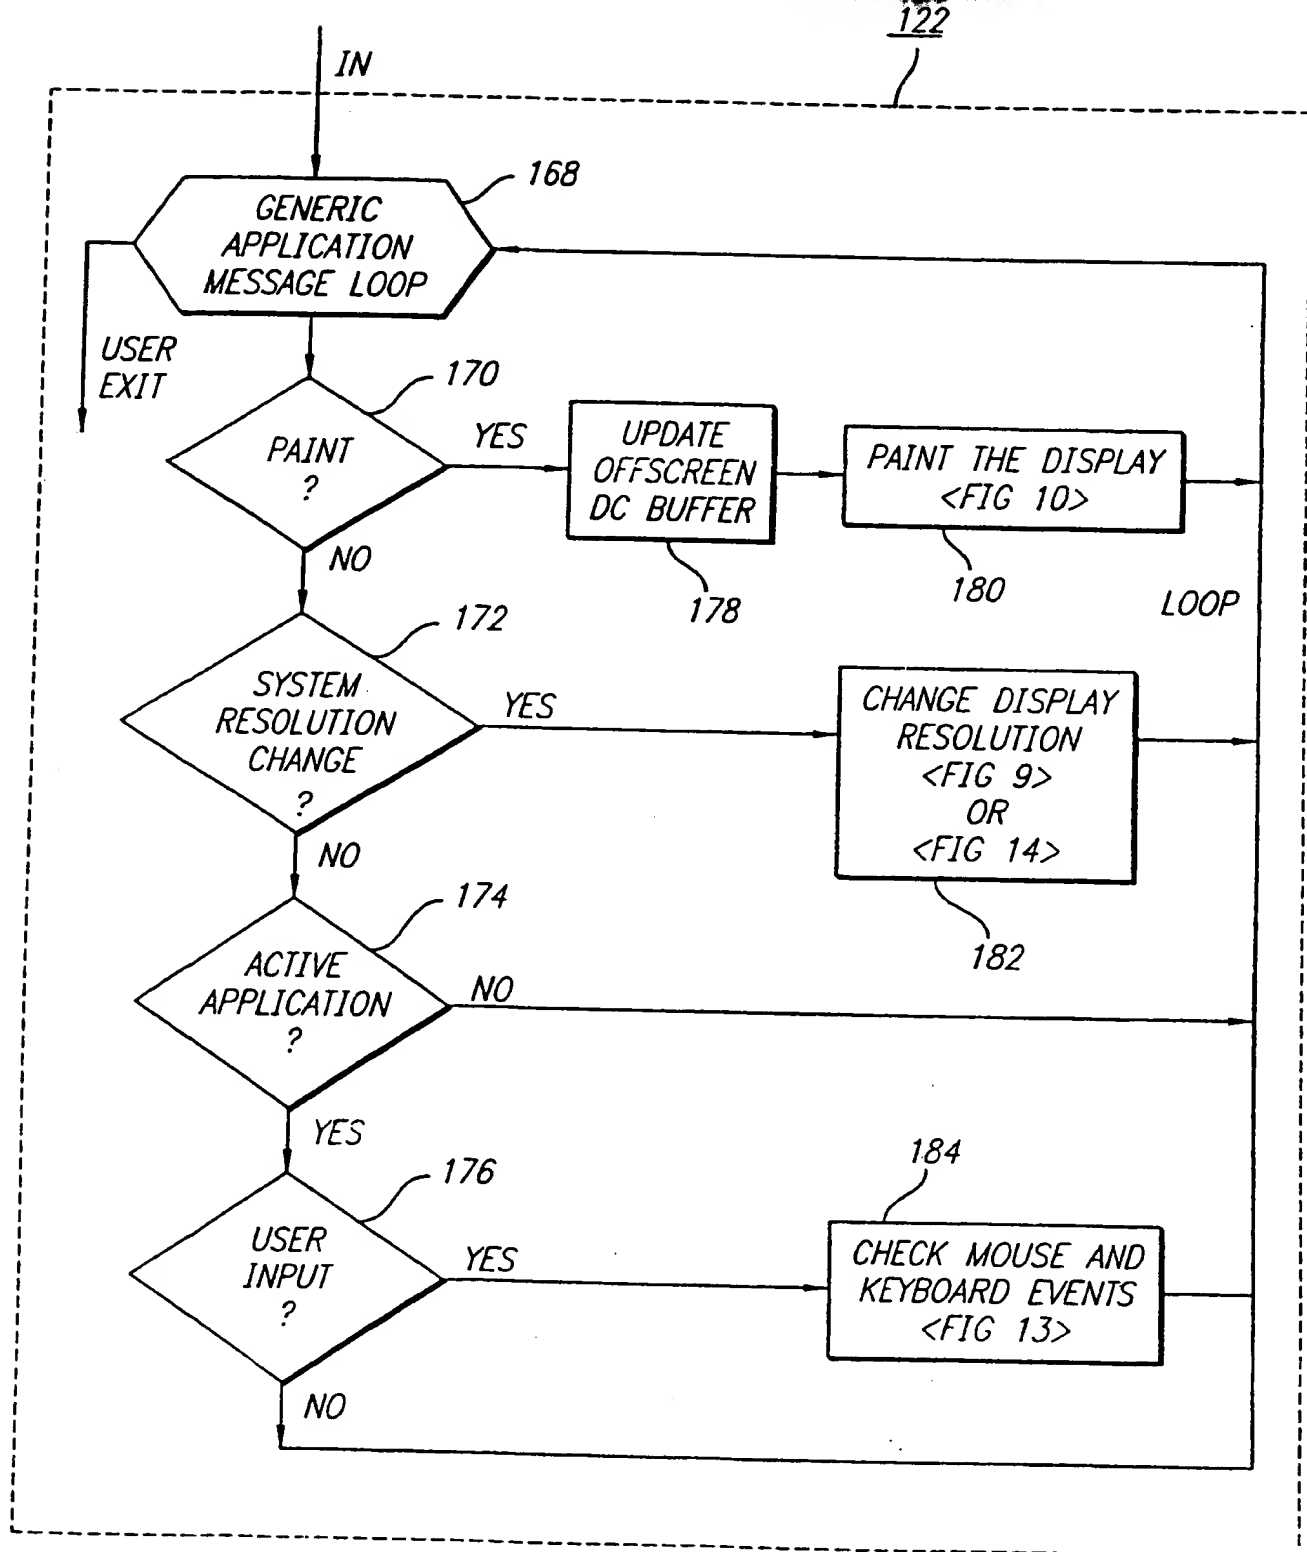 122
IN
168
GENERIC
APPLICATION
MESSAGE LOOP
USER
EXIT
170
PAINT
?
YES
UPDATE
OFFSCREEN
DC BUFFER
178
PAINT THE DISPLAY
<FIG 10>
180
NO
LOOP
172
SYSTEM
RESOLUTION
CHANGE
?
YES
CHANGE DISPLAY
RESOLUTION
<FIG 9>
OR
<FIG 14>
182
NO
174
ACTIVE
APPLICATION
?
NO
YES
176
USER
INPUT
?
YES
184
CHECK MOUSE AND
KEYBOARD EVENTS
<FIG 13>
NO